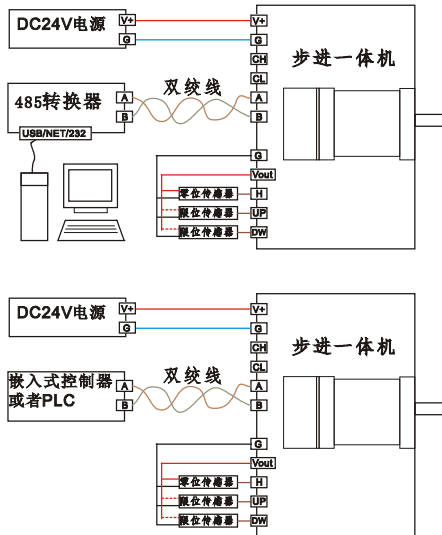 DC24V电源
V+
G
485转换器
A
B
USB/NET/232
双绞线
步进一体机
V+
G
CH
CL
A
B
G
Vout
零位传感器 H
限位传感器 UP
限位传感器 DW
DC24V电源
V+
G
嵌入式控制器
或者PLC
A
B
双绞线
步进一体机
V+
G
CH
CL
A
B
G
Vout
零位传感器 H
限位传感器 UP
限位传感器 DW